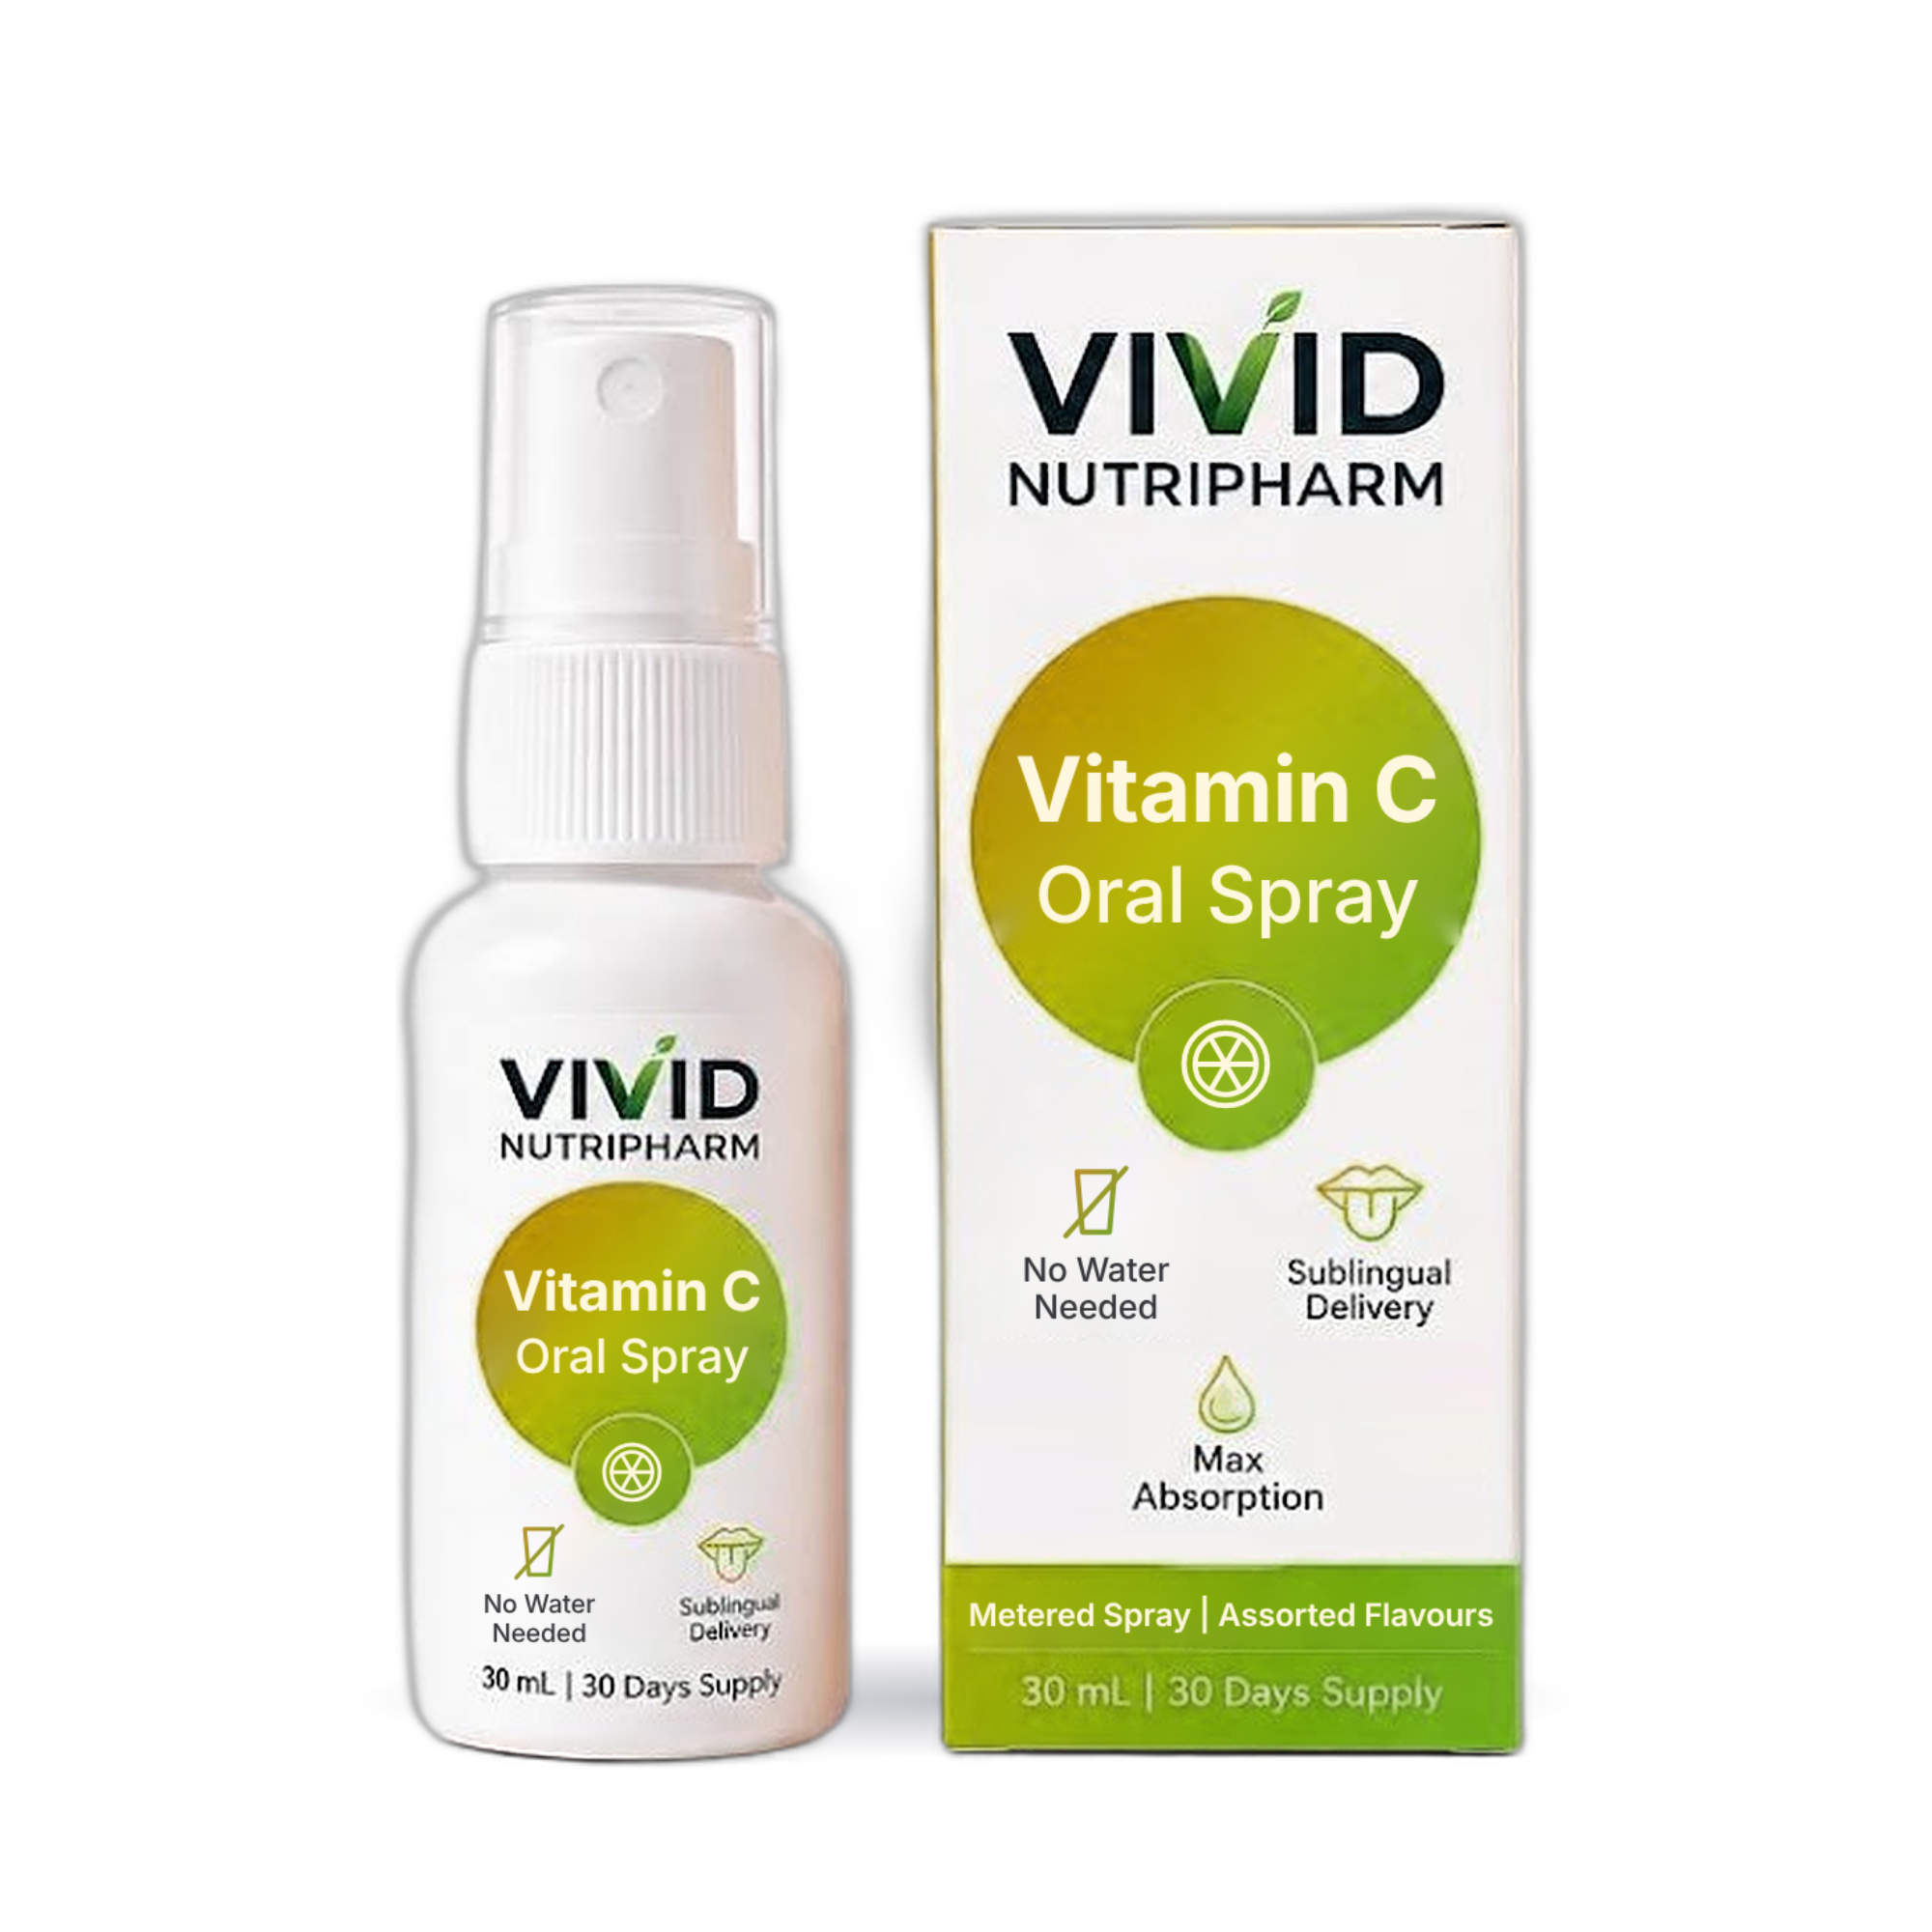 VIVID
NUTRIPHARM
Vitamin C
Oral Spray
No Water
Needed
Sublingual
Delivery
30 mL | 30 Days Supply
VIVID
NUTRIPHARM
Vitamin C
Oral Spray
No Water
Needed
Sublingual
Delivery
Max
Absorption
Metered Spray | Assorted Flavours
30 mL | 30 Days Supply